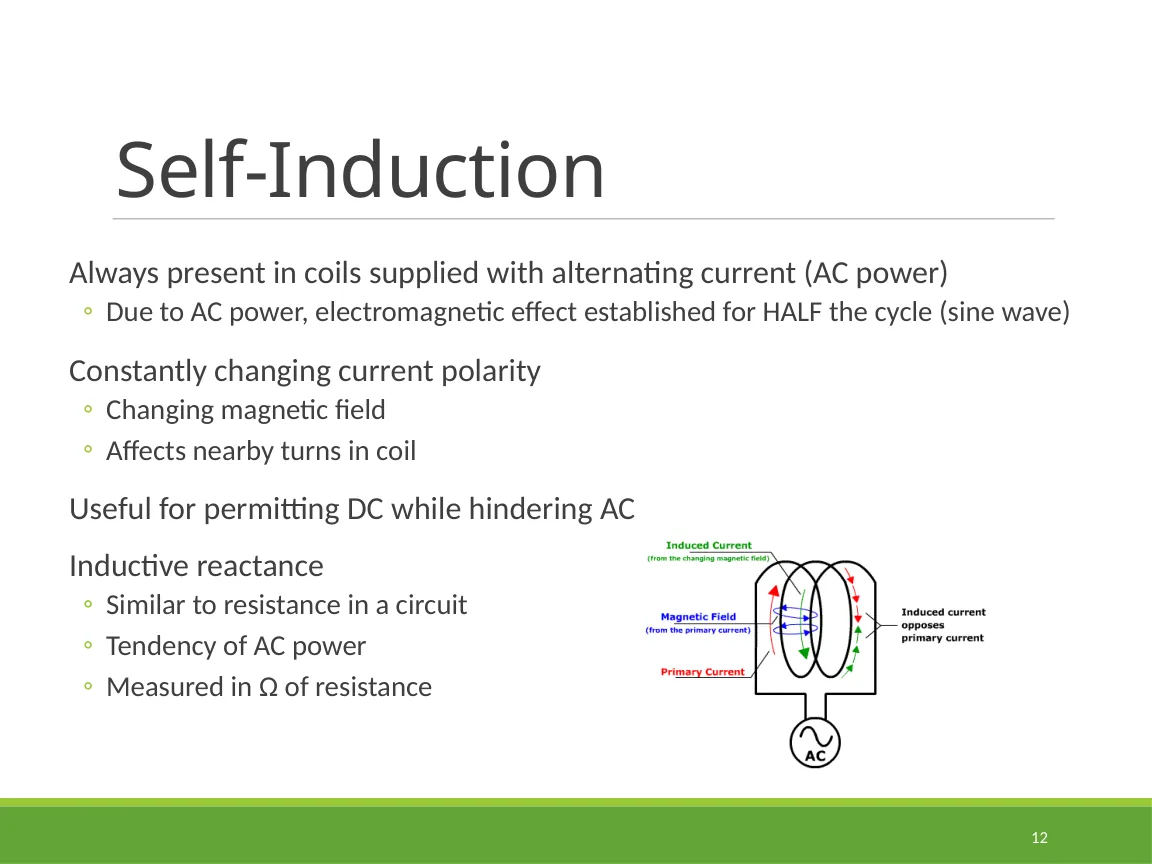 Self-Induction
Always present in coils supplied with alternating current (AC power)
◦ Due to AC power, electromagnetic effect established for HALF the cycle (sine wave)
Constantly changing current polarity
◦ Changing magnetic field
◦ Affects nearby turns in coil
Useful for permitting DC while hindering AC
Inductive reactance
◦ Similar to resistance in a circuit
◦ Tendency of AC power
◦ Measured in Ω of resistance
Induced Current
(from the changing magnetic field)
Magnetic Field
(from the primary current)
Primary Current
Induced current
opposes
primary current
AC
12